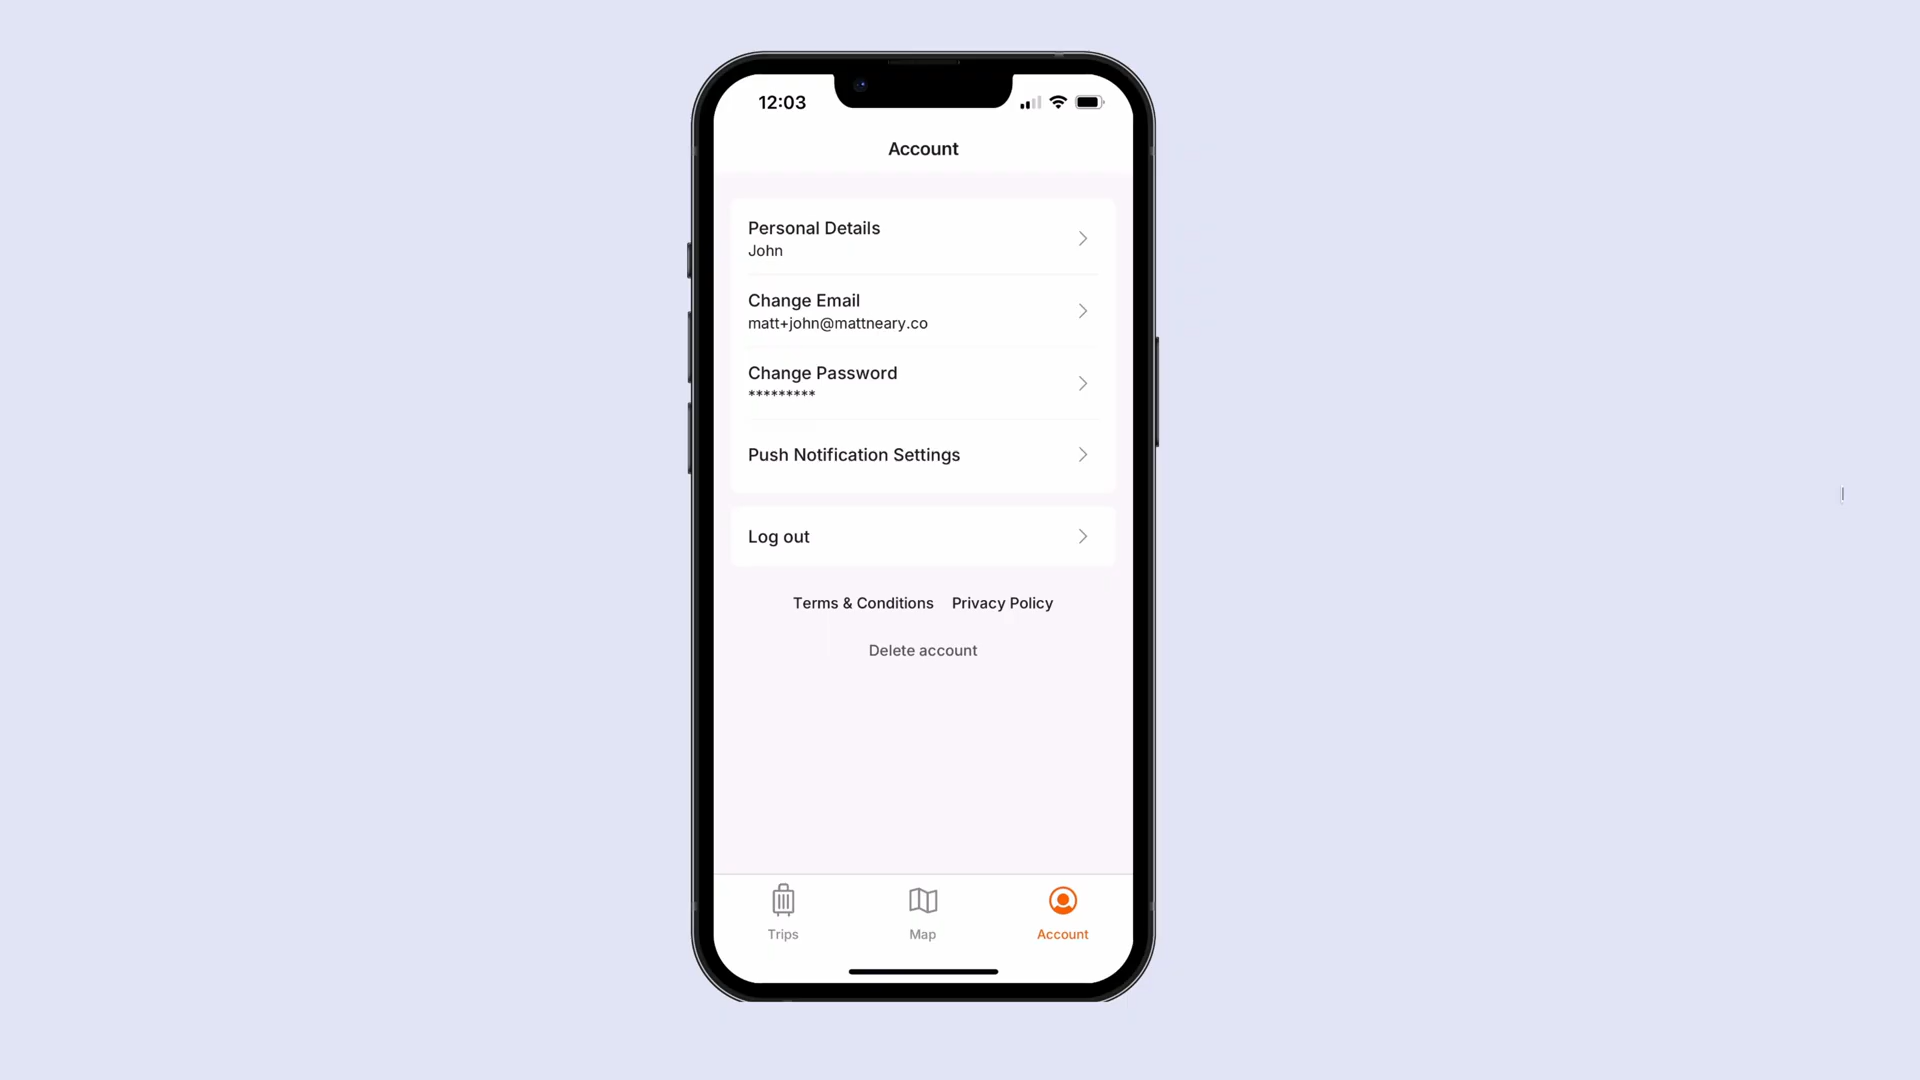 12:03
Account
Personal Details
John
Change Email
matt+john@mattneary.co
Change Password
*********
Push Notification Settings
Log out
Terms & Conditions Privacy Policy
Delete account
Trips Map Account